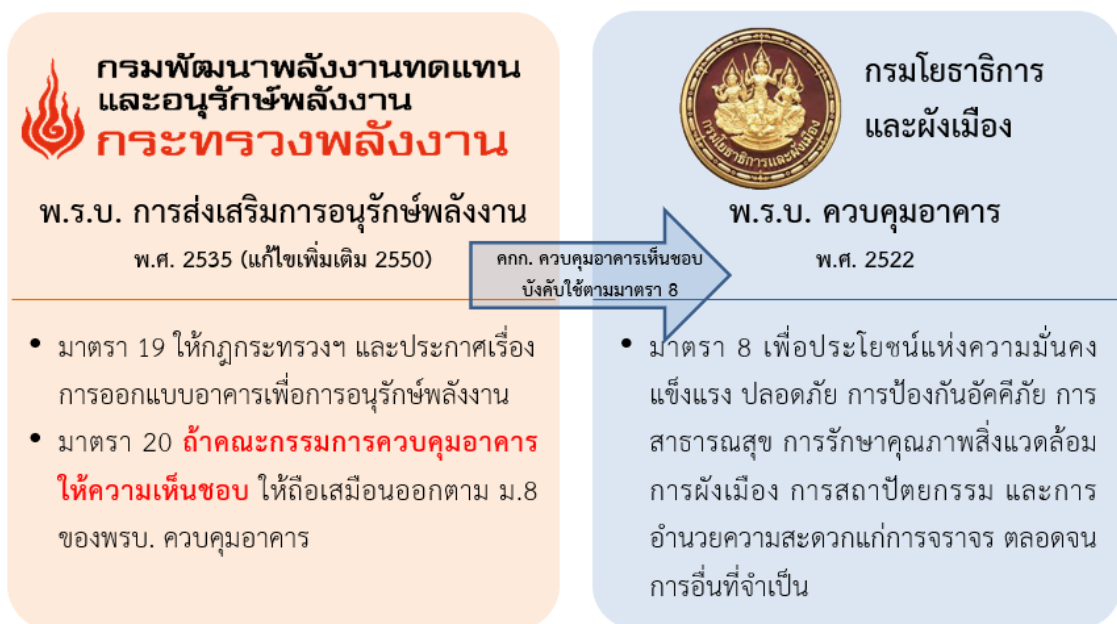 กรมพัฒนาพลังงานทดแทน
และอนุรักษ์พลังงาน
กระทรวงพลังงาน
พ.ร.บ. การส่งเสริมการอนุรักษ์พลังงาน
พ.ศ. 2535 (แก้ไขเพิ่มเติม 2550)
• มาตรา 19 ให้กฎกระทรวงฯ และประกาศเรื่อง
การออกแบบอาคารเพื่อการอนุรักษ์พลังงาน
• มาตรา 20 ถ้าคณะกรรมการควบคุมอาคาร
ให้ความเห็นชอบ ให้ถือเสมือนออกตาม ม.8
ของพรบ. ควบคุมอาคาร
คกก. ควบคุมอาคารเห็นชอบ
บังคับใช้ตามมาตรา 8
กรมโยธาธิการและผังเมือง
กรมโยธาธิการ
และผังเมือง
พ.ร.บ. ควบคุมอาคาร
พ.ศ. 2522
• มาตรา 8 เพื่อประโยชน์แห่งความมั่นคง
แข็งแรง ปลอดภัย การป้องกันอัคคีภัย การ
สาธารณสุข การรักษาคุณภาพสิ่งแวดล้อม
การผังเมือง การสถาปัตยกรรม และการ
อำนวยความสะดวกแก่การจราจร ตลอดจน
การอื่นที่จำเป็น